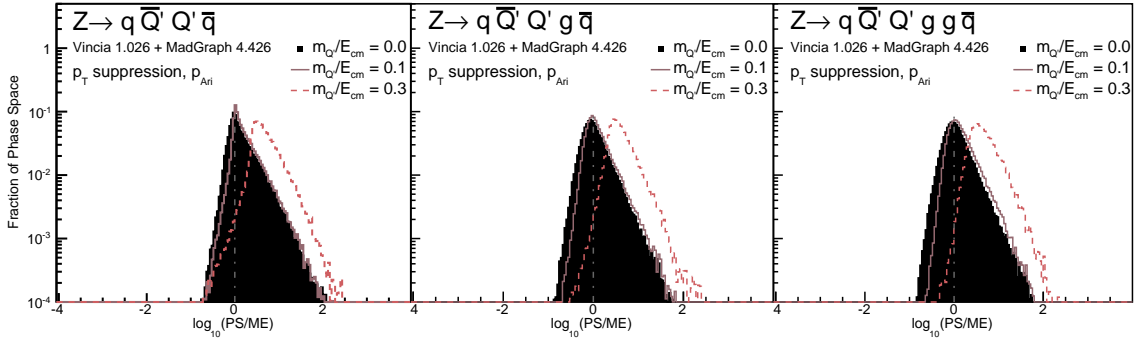 Z→ q Q̅' Q' q̅
Vincia 1.026 + MadGraph 4.426
p_T suppression, p_Ari
m_Q'/E_cm = 0.0
m_Q'/E_cm = 0.1
m_Q'/E_cm = 0.3
Fraction of Phase Space
1
10^-1
10^-2
10^-3
10^-4
-4 -2 0 2
log_10(PS/ME)
Z→ q Q̅' Q' g q̅
Vincia 1.026 + MadGraph 4.426
p_T suppression, p_Ari
m_Q'/E_cm = 0.0
m_Q'/E_cm = 0.1
m_Q'/E_cm = 0.3
-4 -2 0 2
log_10(PS/ME)
Z→ q Q̅' Q' g g q̅
Vincia 1.026 + MadGraph 4.426
p_T suppression, p_Ari
m_Q'/E_cm = 0.0
m_Q'/E_cm = 0.1
m_Q'/E_cm = 0.3
-4 -2 0 2
log_10(PS/ME)